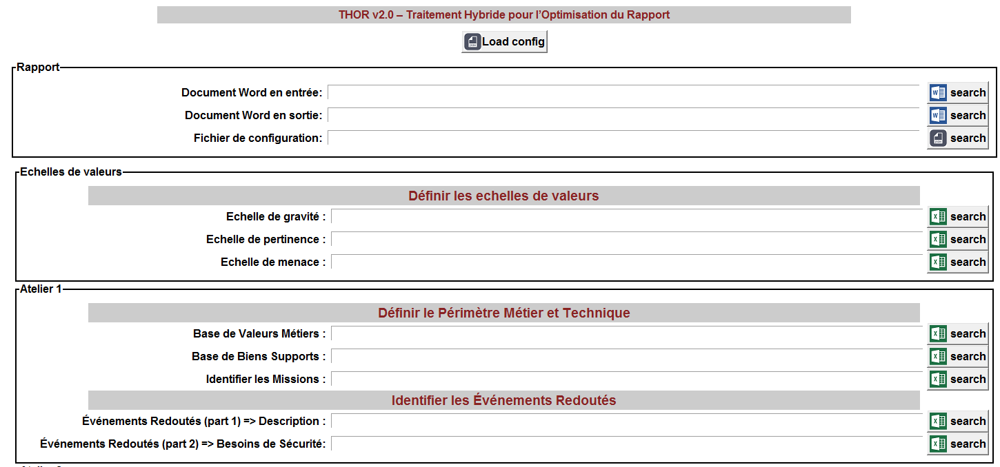 THOR v2.0 – Traitement Hybride pour l'Optimisation du Rapport
Load config
Rapport
Document Word en entrée: search
Document Word en sortie: search
Fichier de configuration: search
Echelles de valeurs
Définir les echelles de valeurs
Echelle de gravité : search
Echelle de pertinence : search
Echelle de menace : search
Atelier 1
Définir le Périmètre Métier et Technique
Base de Valeurs Métiers : search
Base de Biens Supports : search
Identifier les Missions : search
Identifier les Événements Redoutés
Événements Redoutés (part 1) => Description : search
Événements Redoutés (part 2) => Besoins de Sécurité: search